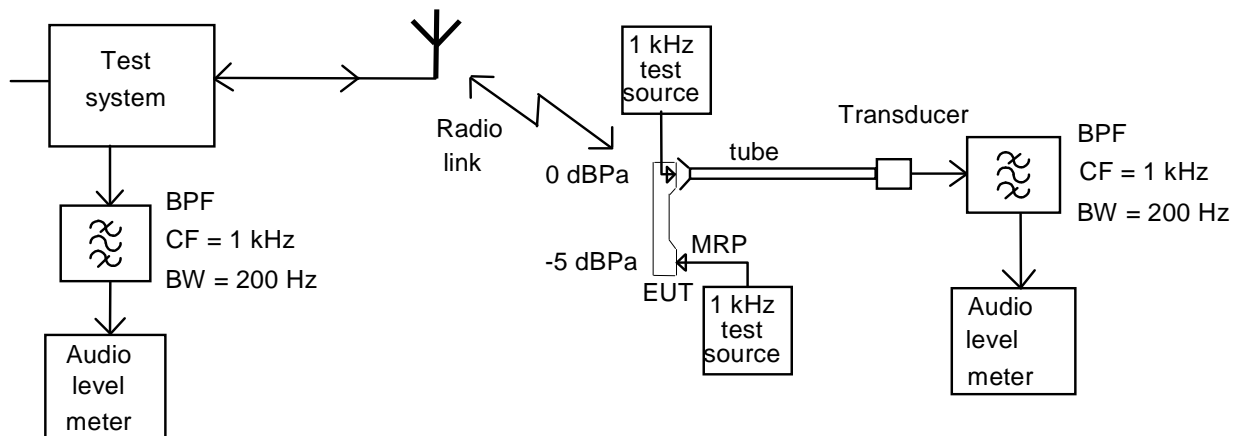 Test
system
1 kHz
test
source
Radio
link
Transducer
tube
0 dBPa
BPF
CF = 1 kHz
BW = 200 Hz
BPF
CF = 1 kHz
BW = 200 Hz
-5 dBPa
MRP
EUT
1 kHz
test
source
Audio
level
meter
Audio
level
meter